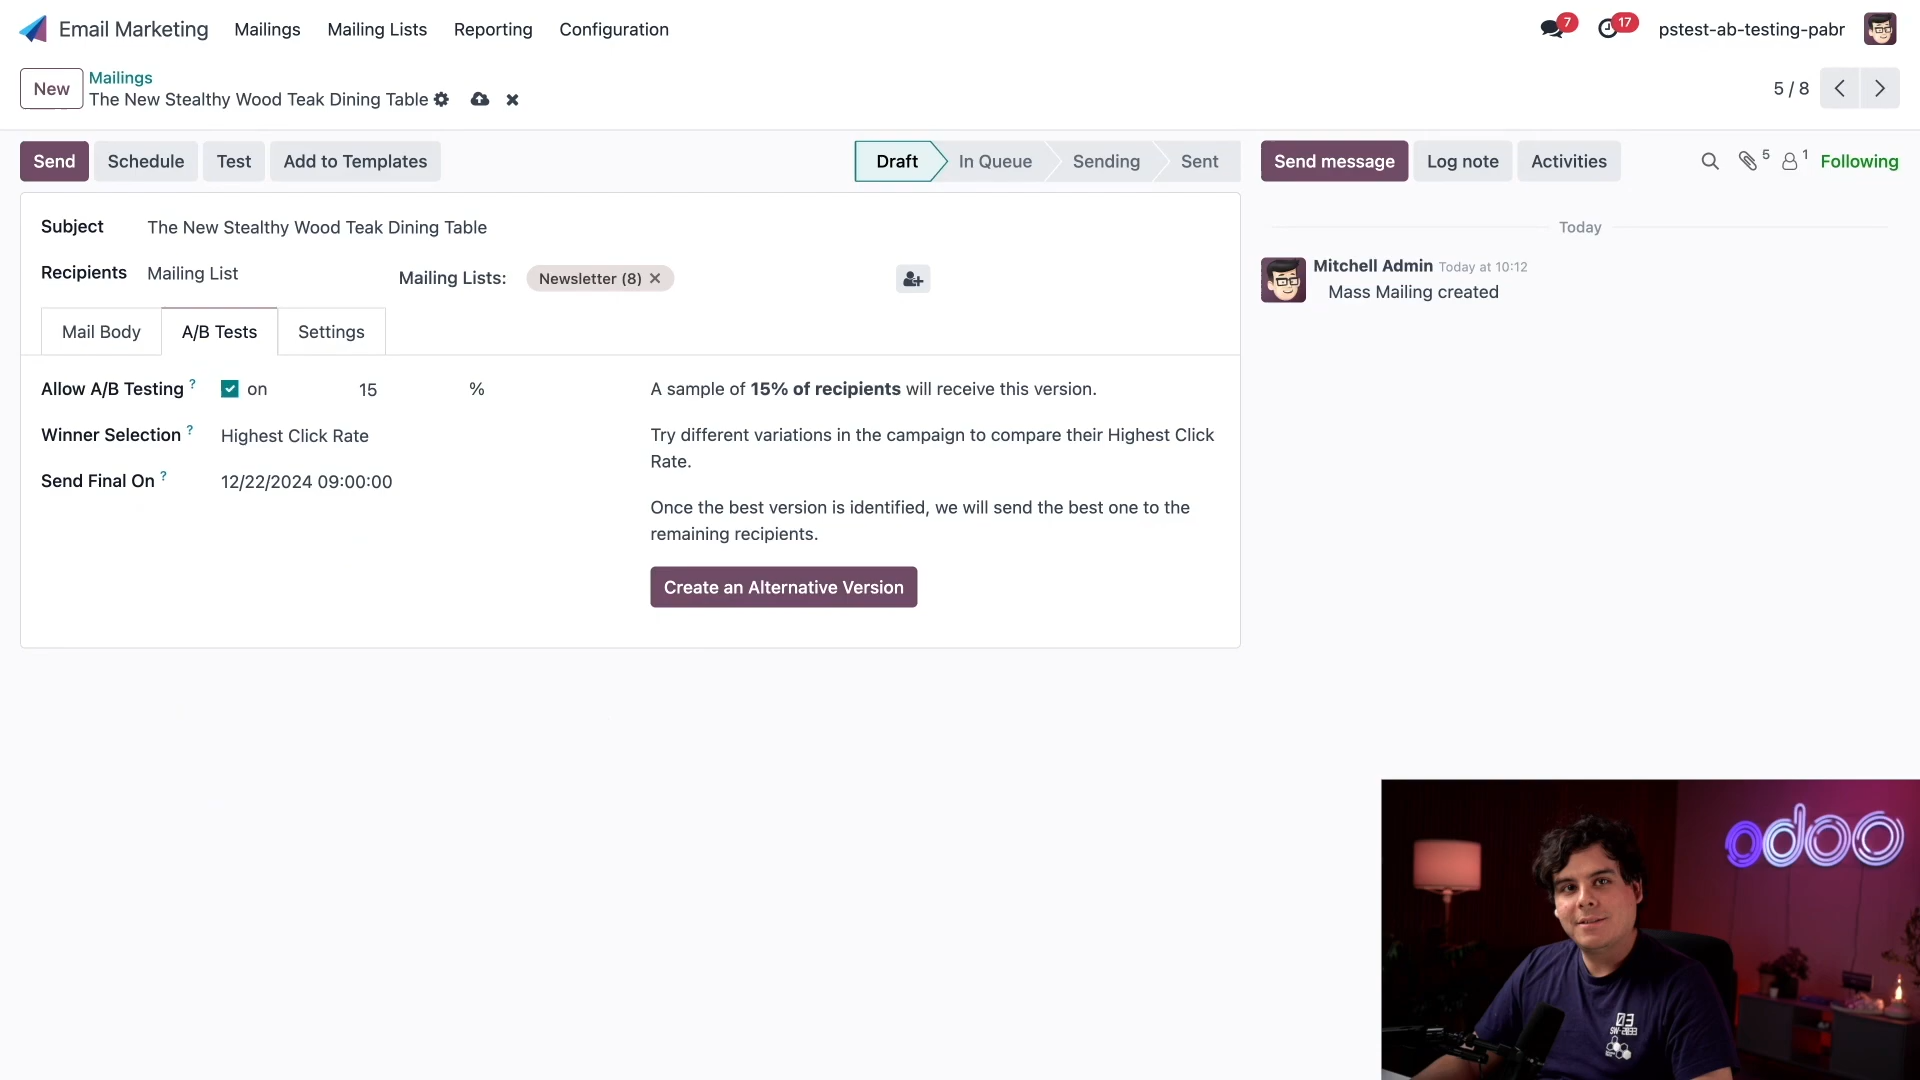 Email Marketing Mailings Mailing Lists Reporting Configuration 7 17 pstest-ab-testing-pabr
New Mailings 5 / 8
The New Stealthy Wood Teak Dining Table
Send Schedule Test Add to Templates Draft In Queue Sending Sent Send message Log note Activities 5 1 Following
Subject The New Stealthy Wood Teak Dining Table
Recipients Mailing List Mailing Lists: Newsletter (8)
Mail Body A/B Tests Settings
Allow A/B Testing ? on 15 %
Winner Selection ? Highest Click Rate
Send Final On ? 12/22/2024 09:00:00
A sample of 15% of recipients will receive this version.
Try different variations in the campaign to compare their Highest Click
Rate.
Once the best version is identified, we will send the best one to the
remaining recipients.
Create an Alternative Version
Today
Mitchell Admin Today at 10:12
Mass Mailing created
odoo
03
SW-2183